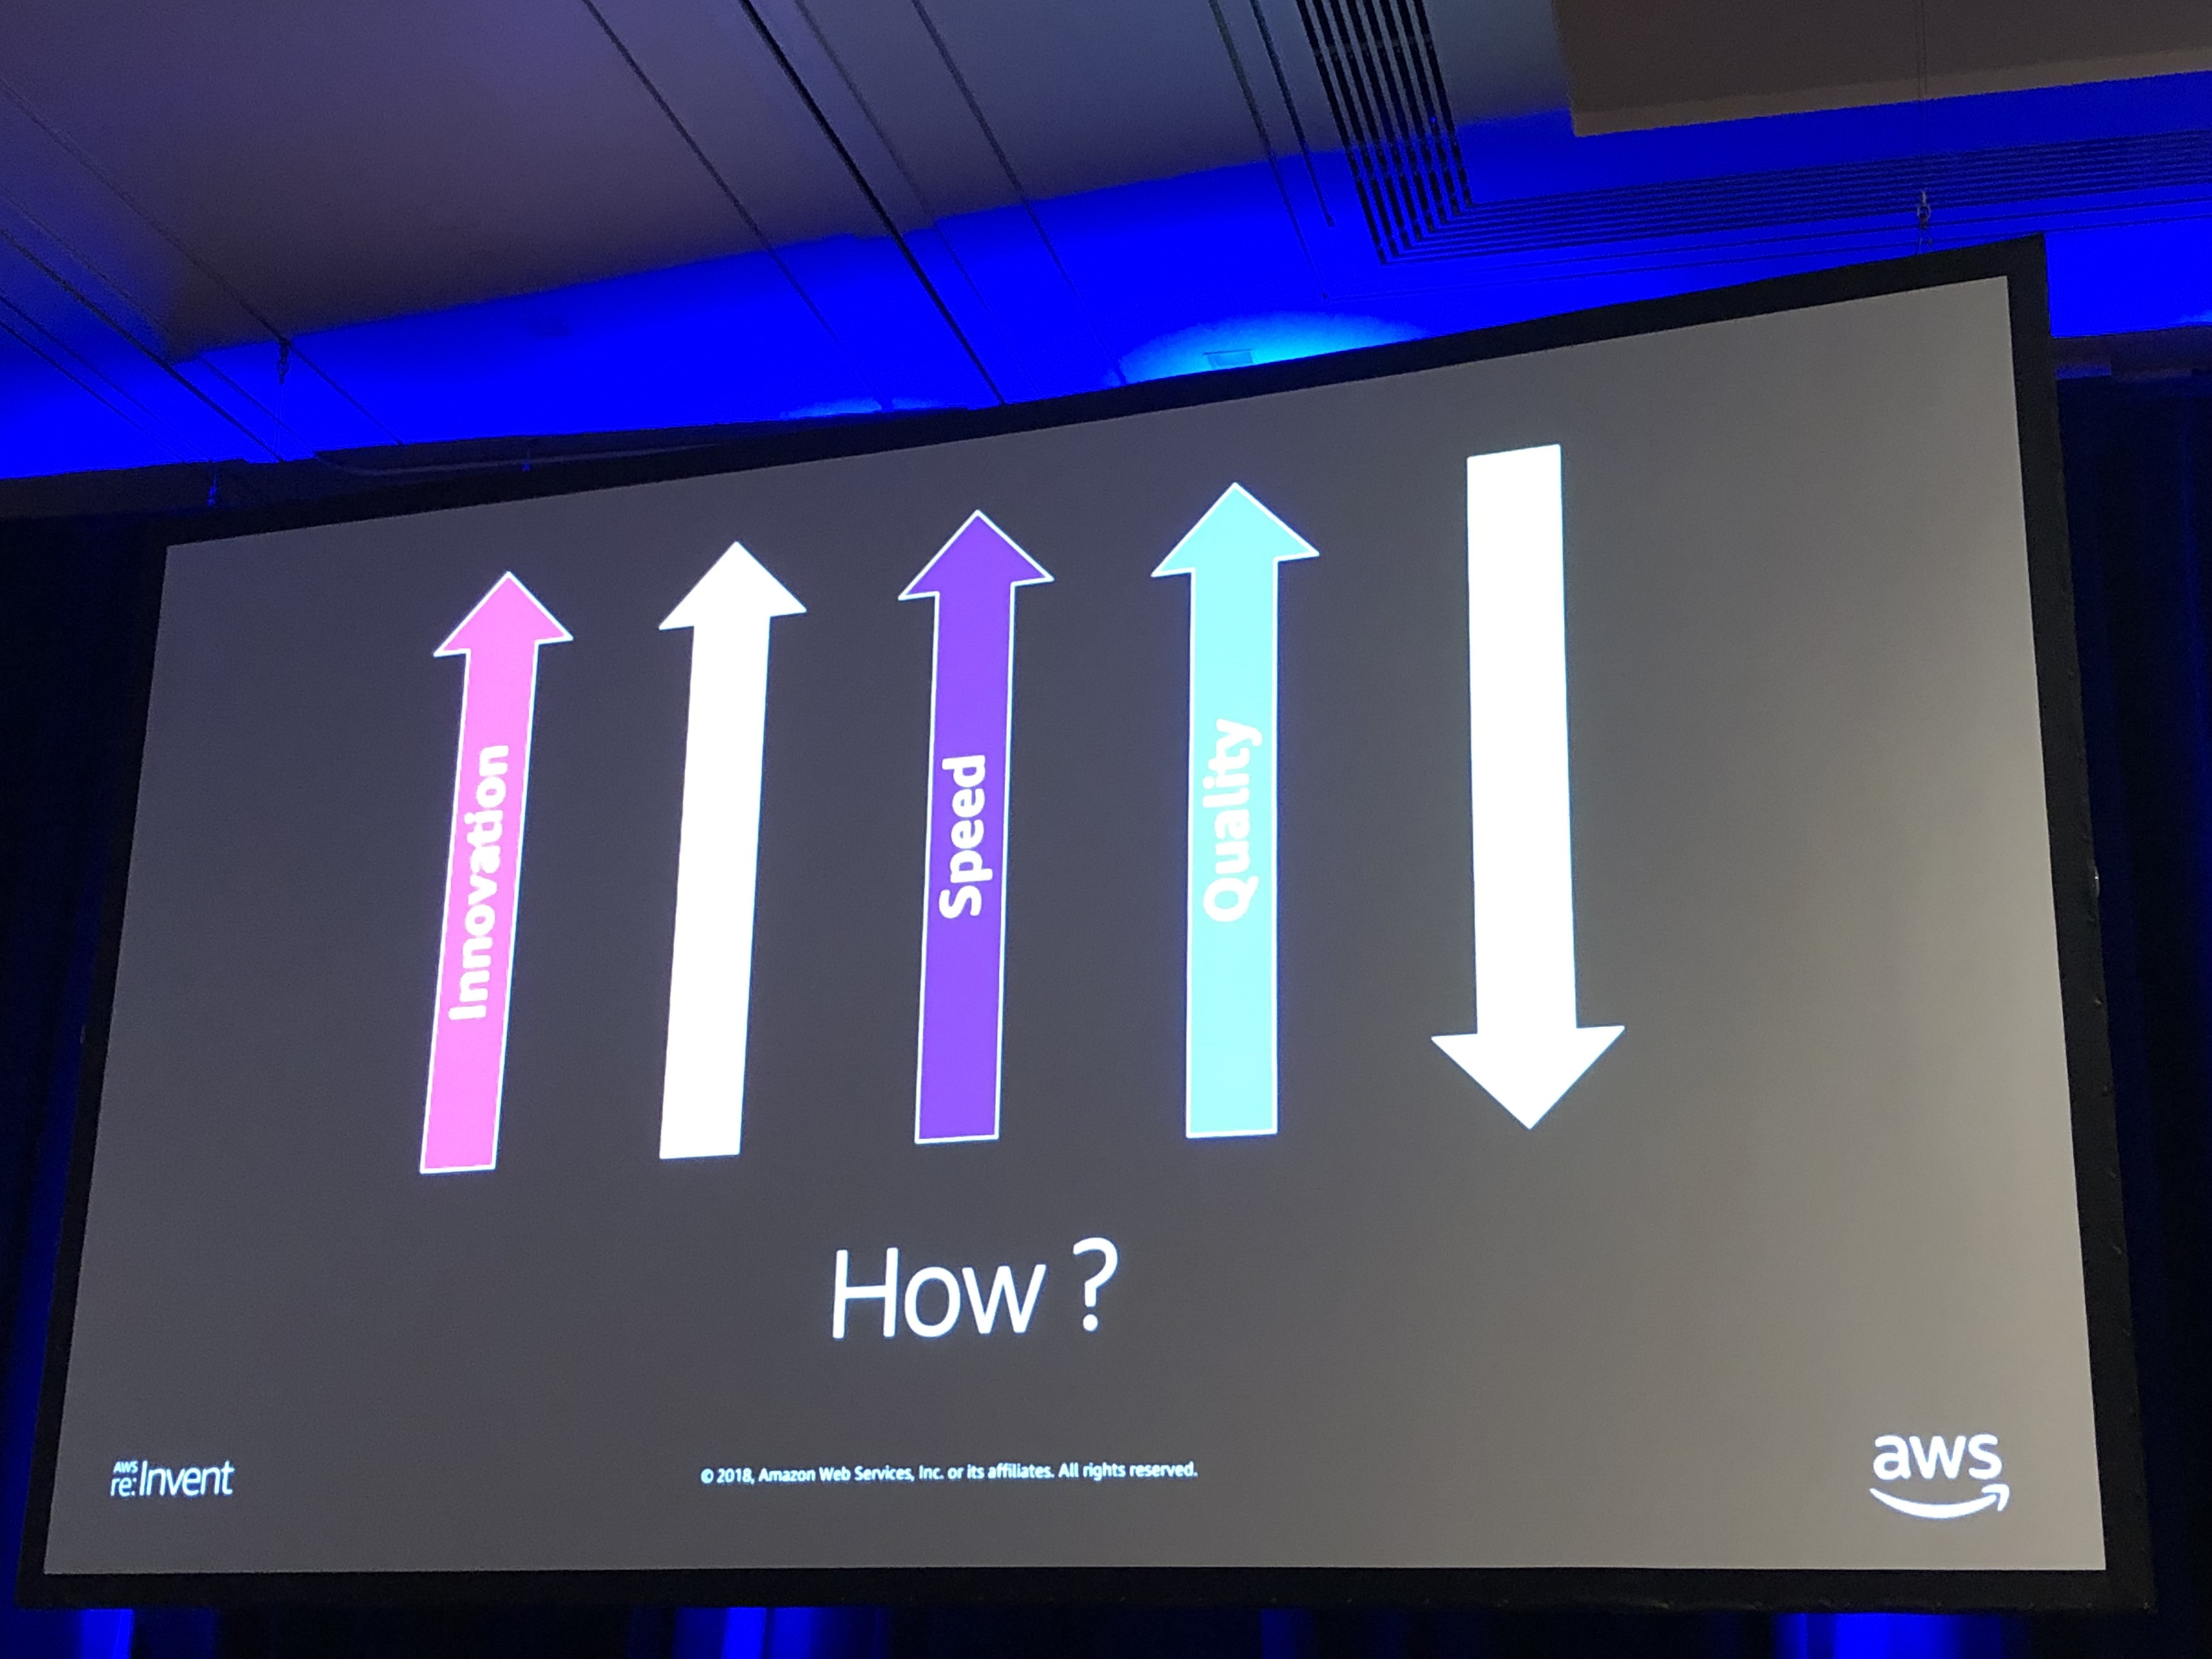 Innovation
Speed
Quality
How ?
AWS
re:Invent
© 2018, Amazon Web Services, Inc. or its affiliates. All rights reserved.
aws